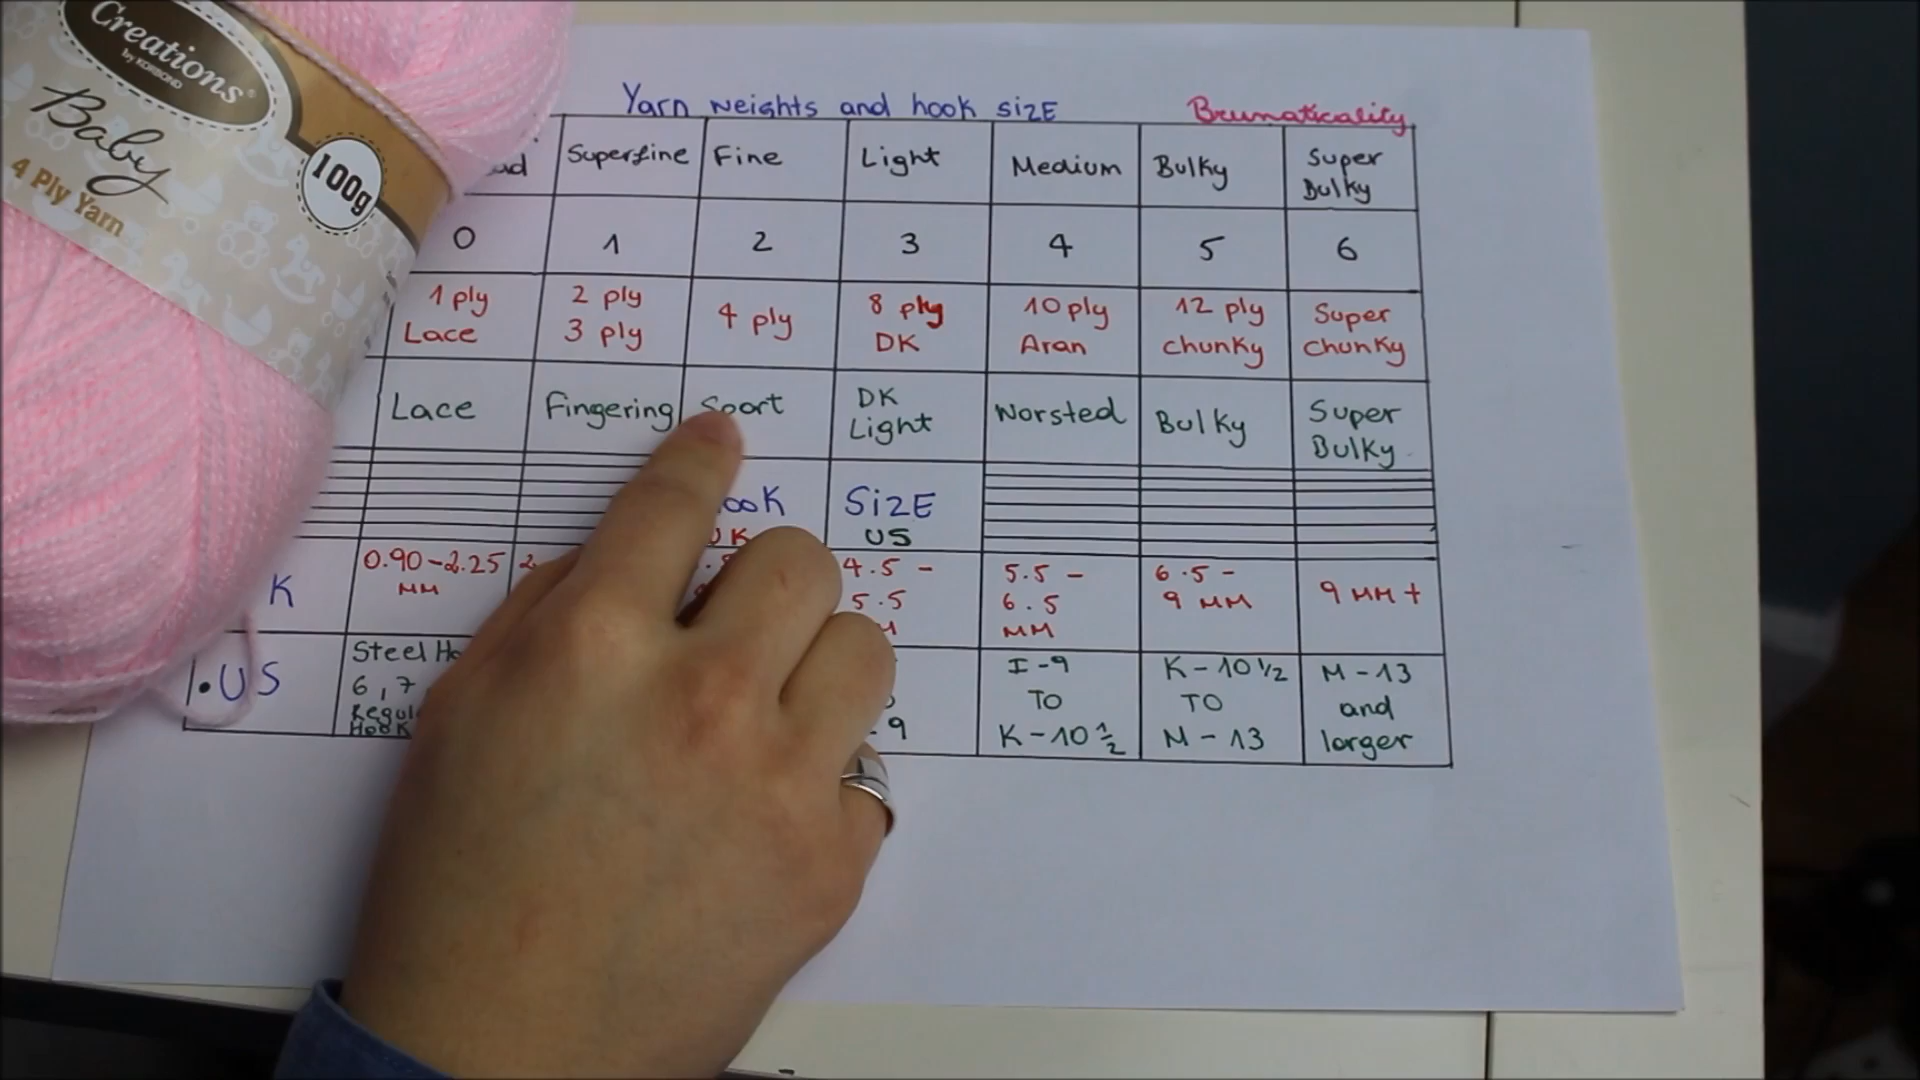 Creations
by KORBOND
Baby
4 Ply Yarn
100g
Yarn weights and hook size
Brumaticality
Superfine
Fine
Light
Medium
Bulky
Super
Bulky
0
1
2
3
4
5
6
1 ply
Lace
2 ply
3 ply
4 ply
8 ply
DK
10 ply
Aran
12 ply
chunky
Super
chunky
Lace
Fingering
Sport
DK
Light
Worsted
Bulky
Super
Bulky
SIZE
UK
US
0.90-2.25
MM
4.5 -
5.5
5.5 -
6.5
MM
6.5 -
9 MM
9 MM +
US
Steel
6, 7
I-9
TO
K-10 1/2
K-10 1/2
TO
M-13
M-13
and
larger